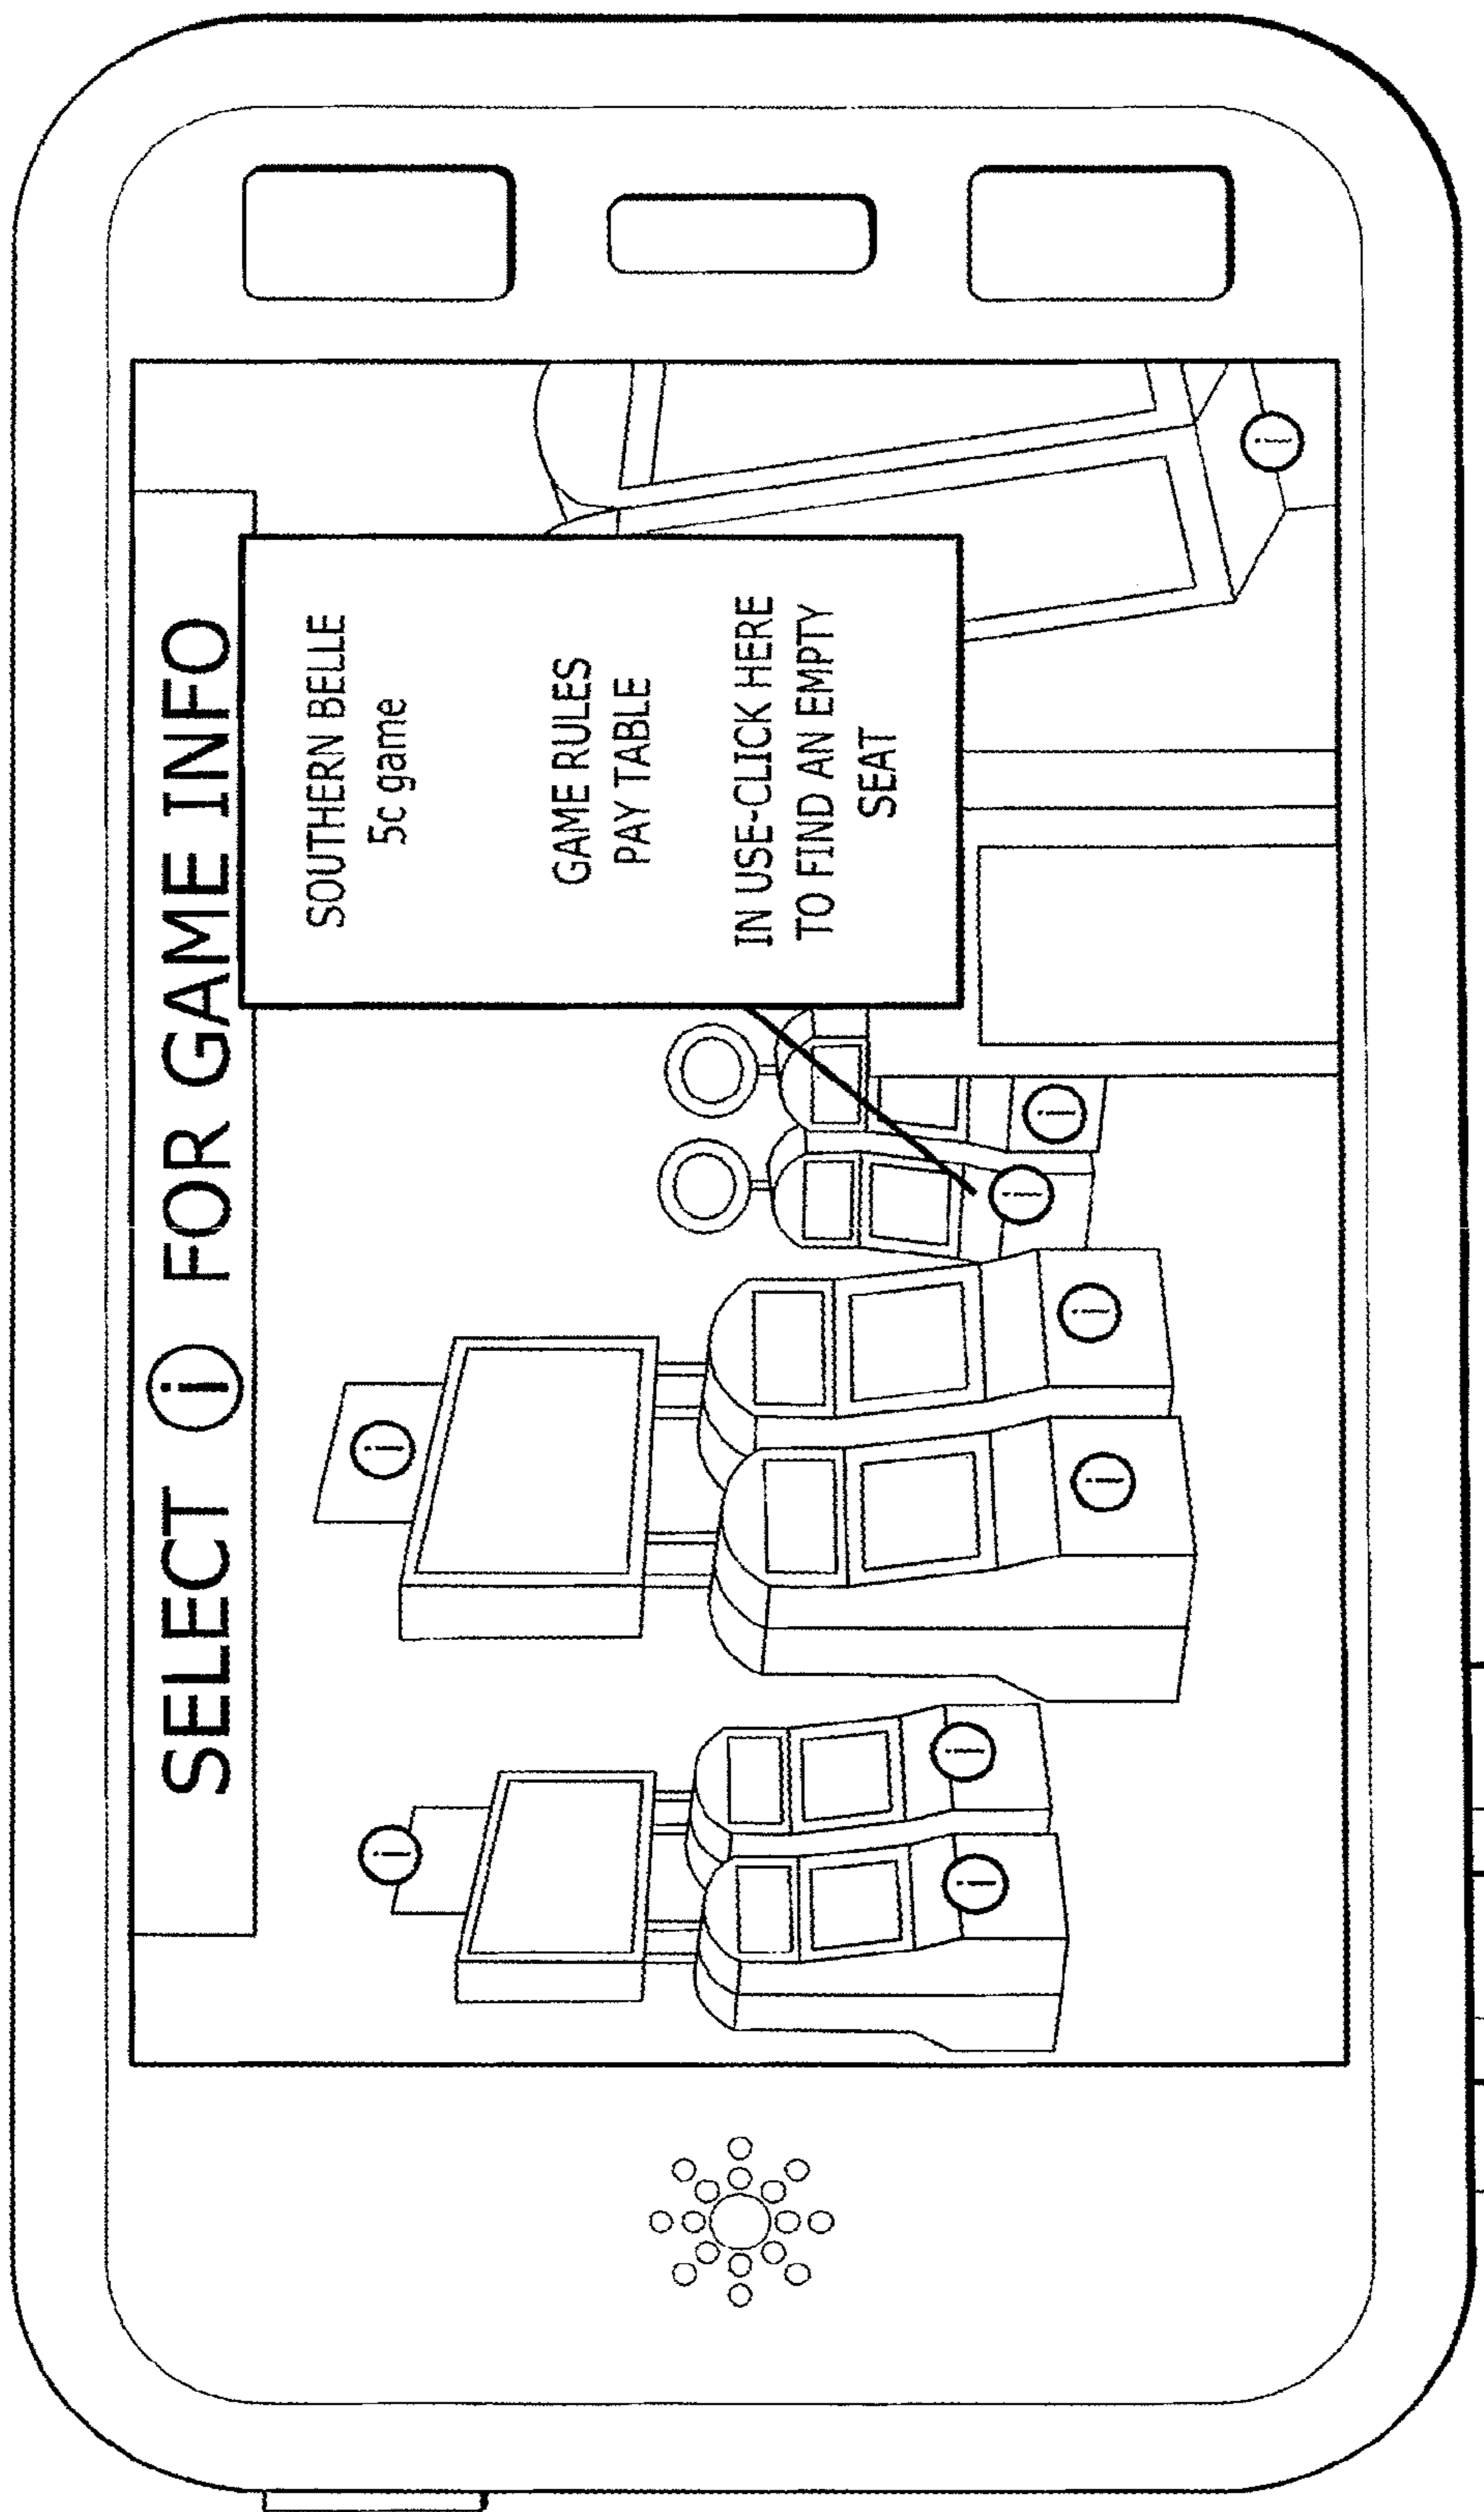 SELECT i FOR GAME INFO
SOUTHERN BELLE
5c game
GAME RULES
PAY TABLE
IN USE-CLICK HERE
TO FIND AN EMPTY
SEAT
i
i
i
i
i
i
i
i
i